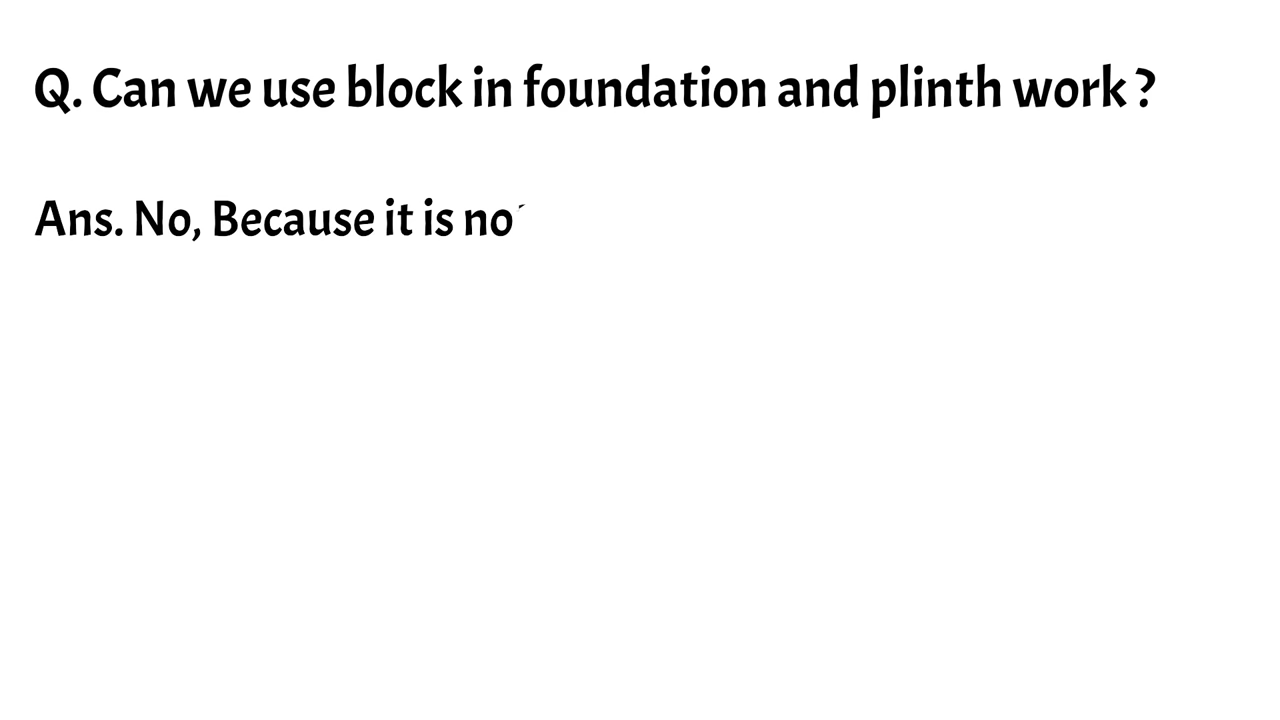 Q. Can we use block in foundation and plinth work ?
Ans. No, Because it is no